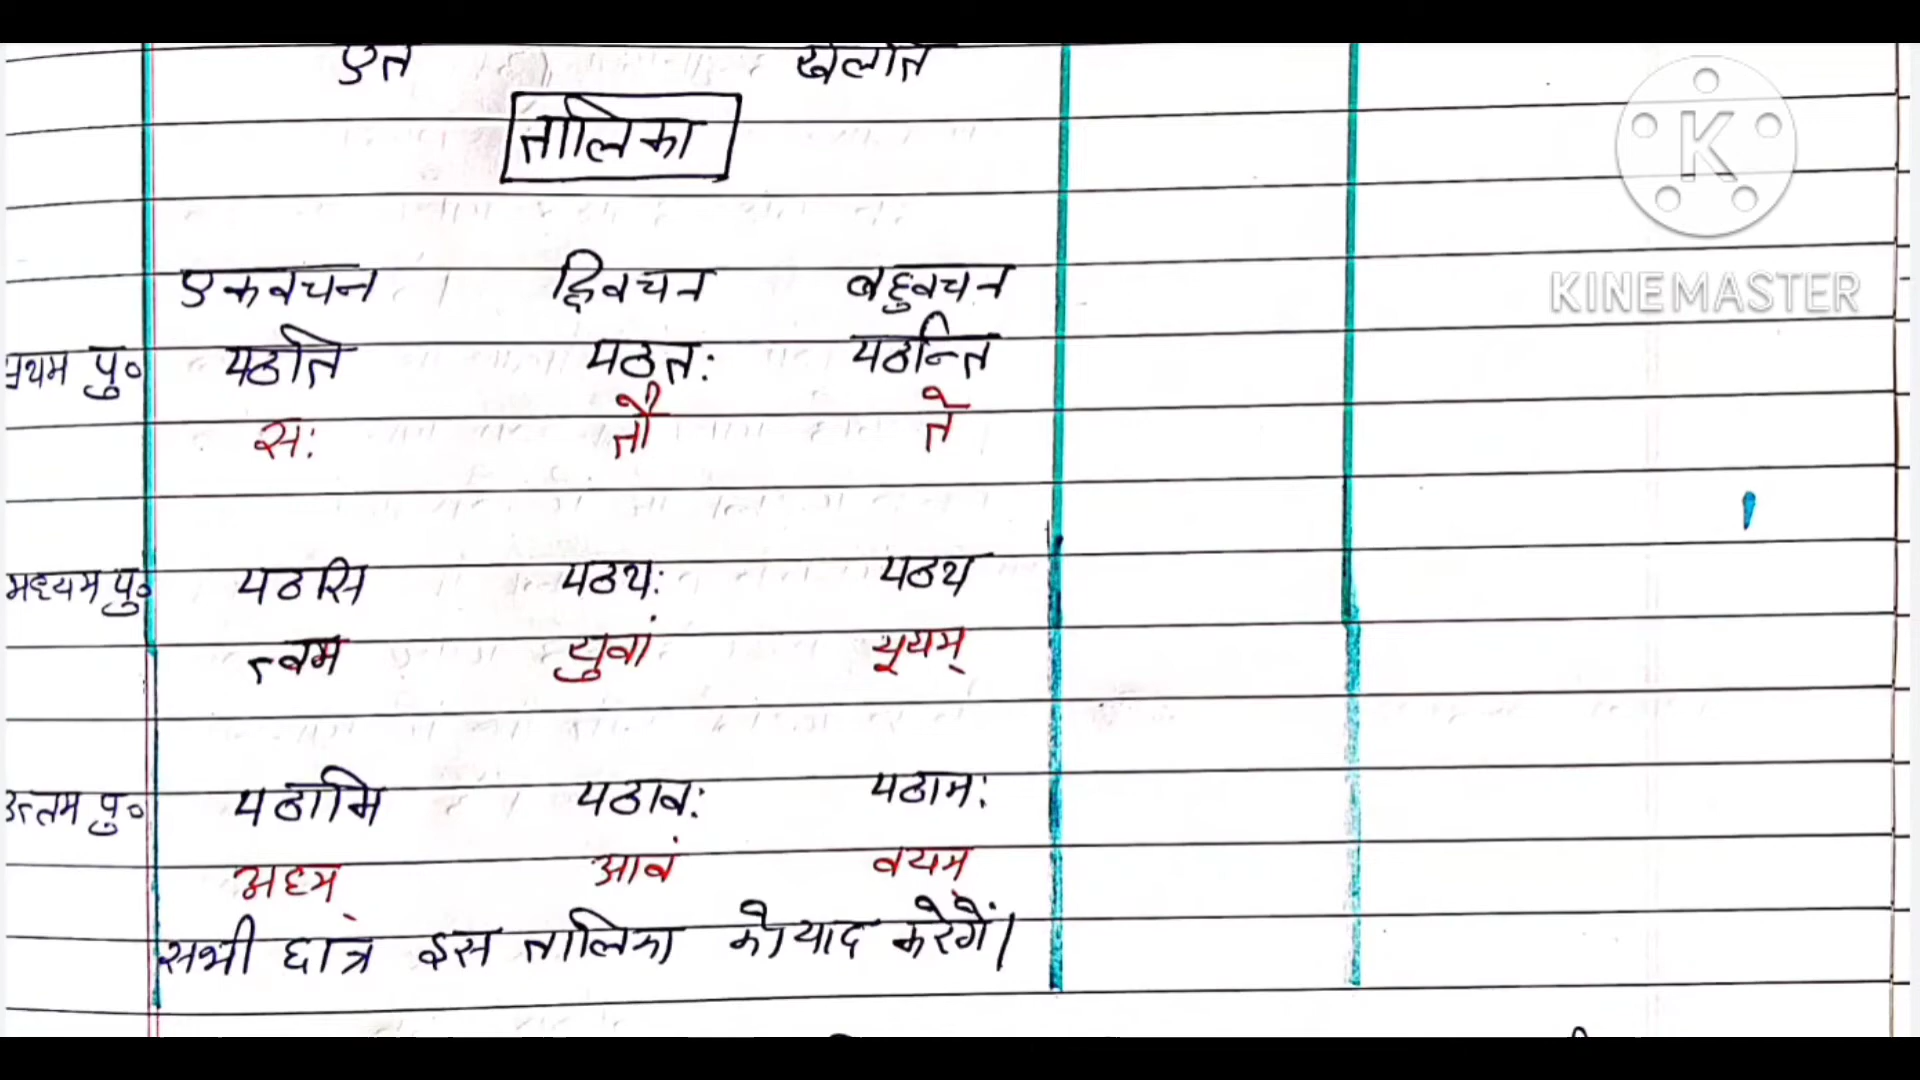 एते खेलति
तालिका
K
KINEMASTER
एकवचन द्विवचन बहुवचन
प्रथम पु० पठति पठतः पठन्ति
सः तौ ते
मध्यम पु० पठसि पठथः पठथ
त्वम युवां यूयम्
उत्तम पु० पठामि पठावः पठामः
आवं वयम्
सभी छात्र इस तालिका को याद करेगें।